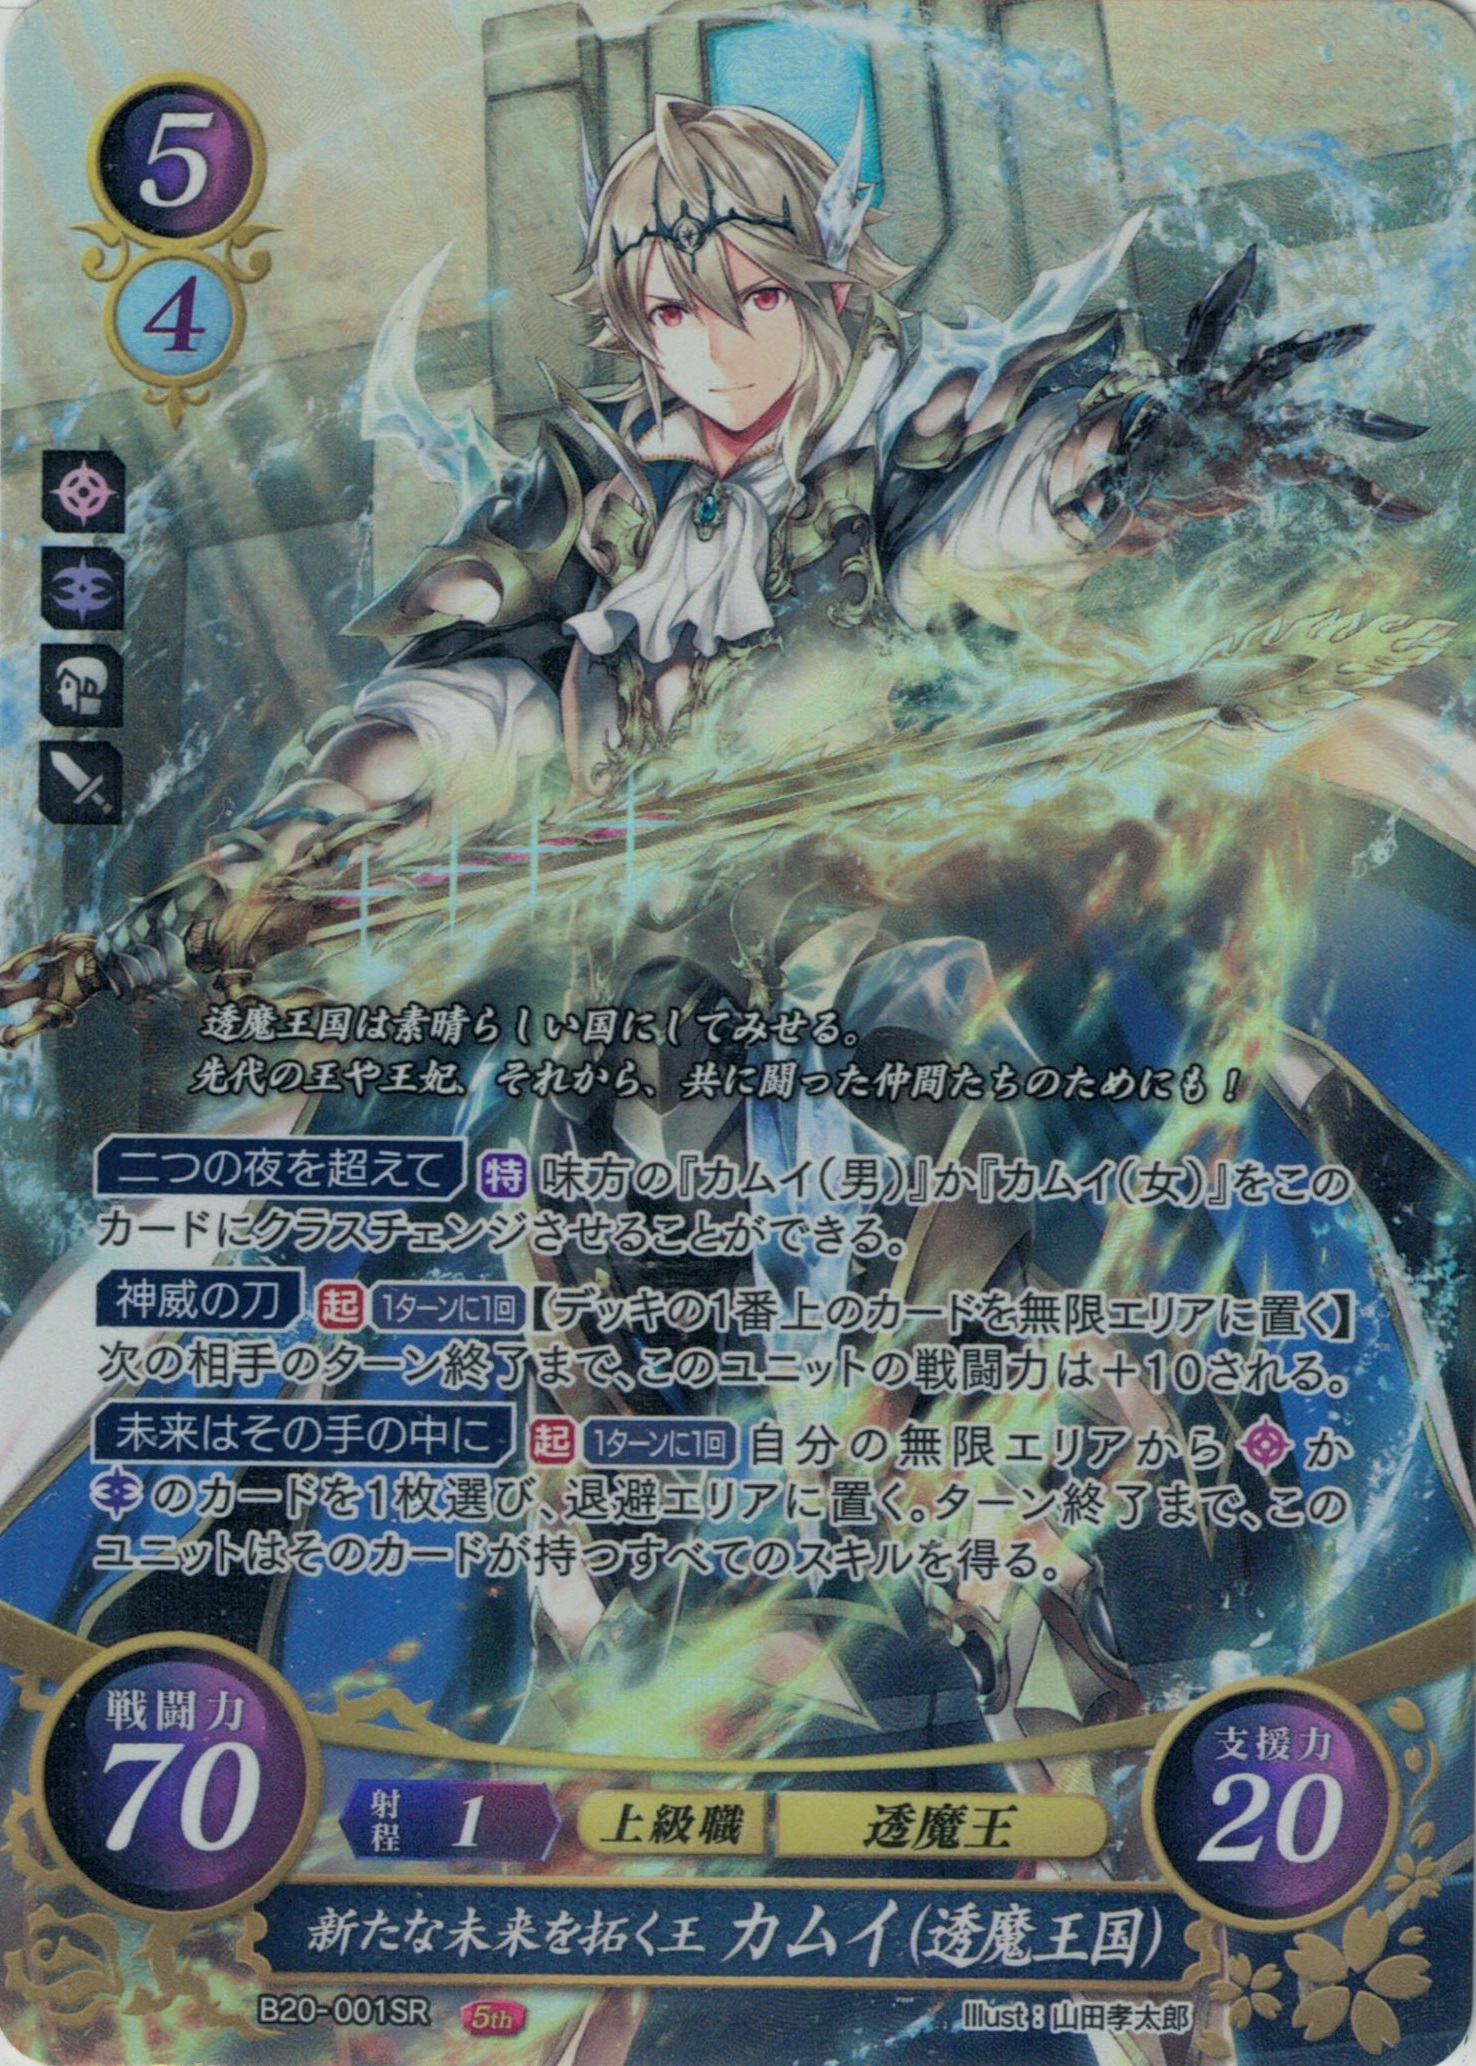 5
4
透魔王国は素晴らしい国にしてみせる。
先代の王や王妃、それから、共に闘った仲間たちのためにも！
二つの夜を超えて 特 味方の『カムイ（男）』か『カムイ（女）』をこの
カードにクラスチェンジさせることができる。
神威の刀 起 1ターンに1回【デッキの1番上のカードを無限エリアに置く】
次の相手のターン終了まで、このユニットの戦闘力は＋10される。
未来はその手の中に 起 1ターンに1回 自分の無限エリアから か
のカードを1枚選び、退避エリアに置く。ターン終了まで、この
ユニットはそのカードが持つすべてのスキルを得る。
戦闘力
70
射程 1
上級職 透魔王
支援力
20
新たな未来を拓く王 カムイ（透魔王国）
B20-001SR 5th Illust：山田孝太郎